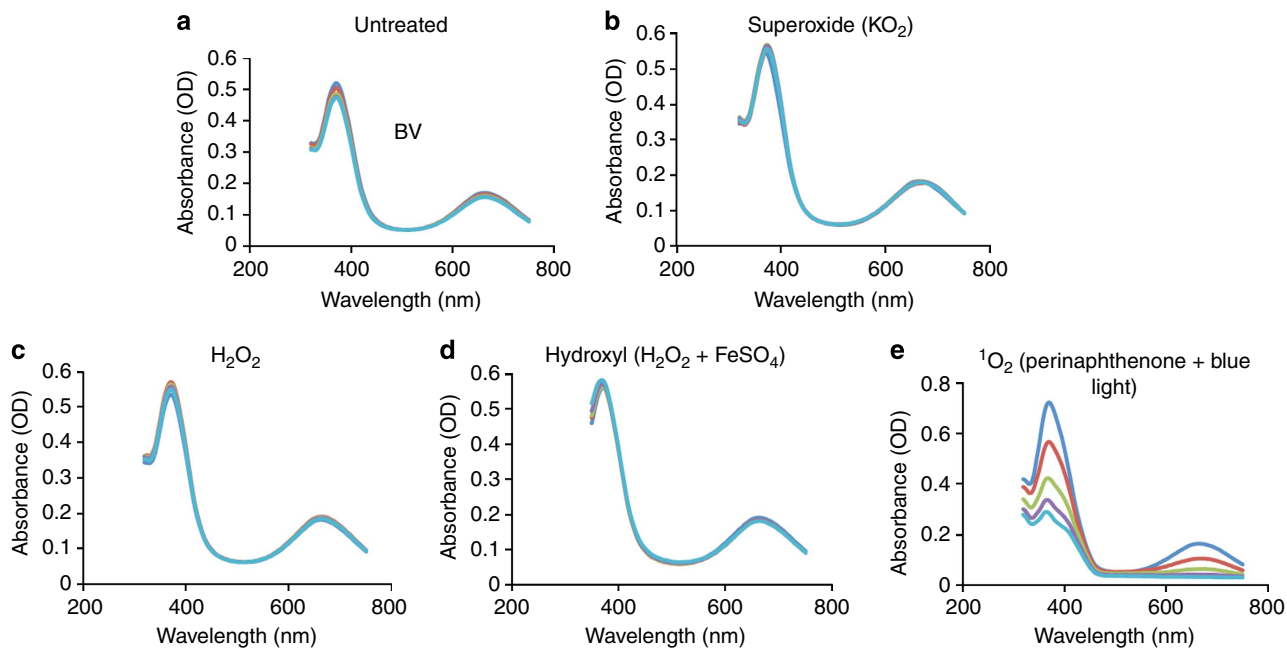 a
Untreated
0.6
0.5
0.4
0.3
0.2
0.1
0
Absorbance (OD)
BV
200 400 600 800
Wavelength (nm)
b
Superoxide (KO₂)
0.6
0.5
0.4
0.3
0.2
0.1
0
Absorbance (OD)
200 400 600 800
Wavelength (nm)
c
H₂O₂
0.6
0.5
0.4
0.3
0.2
0.1
0
Absorbance (OD)
200 400 600 800
Wavelength (nm)
d
Hydroxyl (H₂O₂ + FeSO₄)
0.6
0.5
0.4
0.3
0.2
0.1
0
Absorbance (OD)
200 400 600 800
Wavelength (nm)
e
¹O₂ (perinaphthenone + blue
light)
0.8
0.6
0.4
0.2
0
Absorbance (OD)
200 400 600 800
Wavelength (nm)